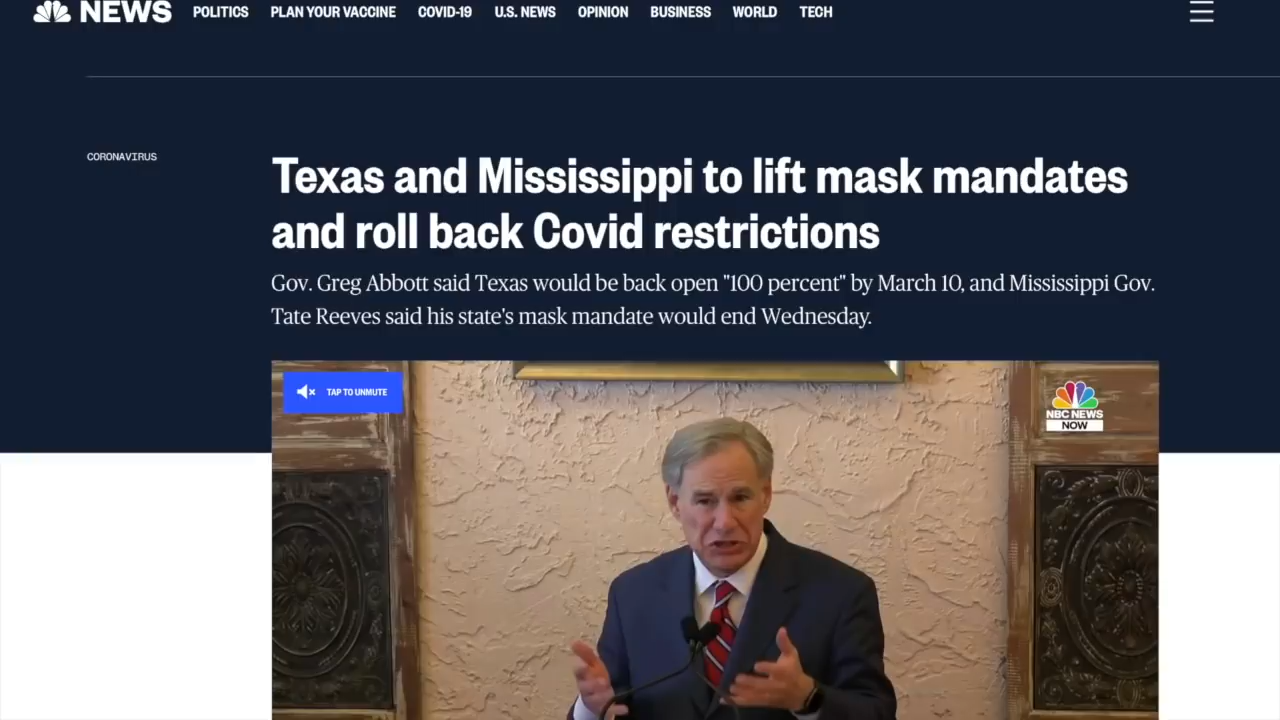 NEWS POLITICS PLAN YOUR VACCINE COVID-19 U.S. NEWS OPINION BUSINESS WORLD TECH
CORONAVIRUS
Texas and Mississippi to lift mask mandates
and roll back Covid restrictions
Gov. Greg Abbott said Texas would be back open "100 percent" by March 10, and Mississippi Gov.
Tate Reeves said his state's mask mandate would end Wednesday.
TAP TO UNMUTE
NBC NEWS
NOW